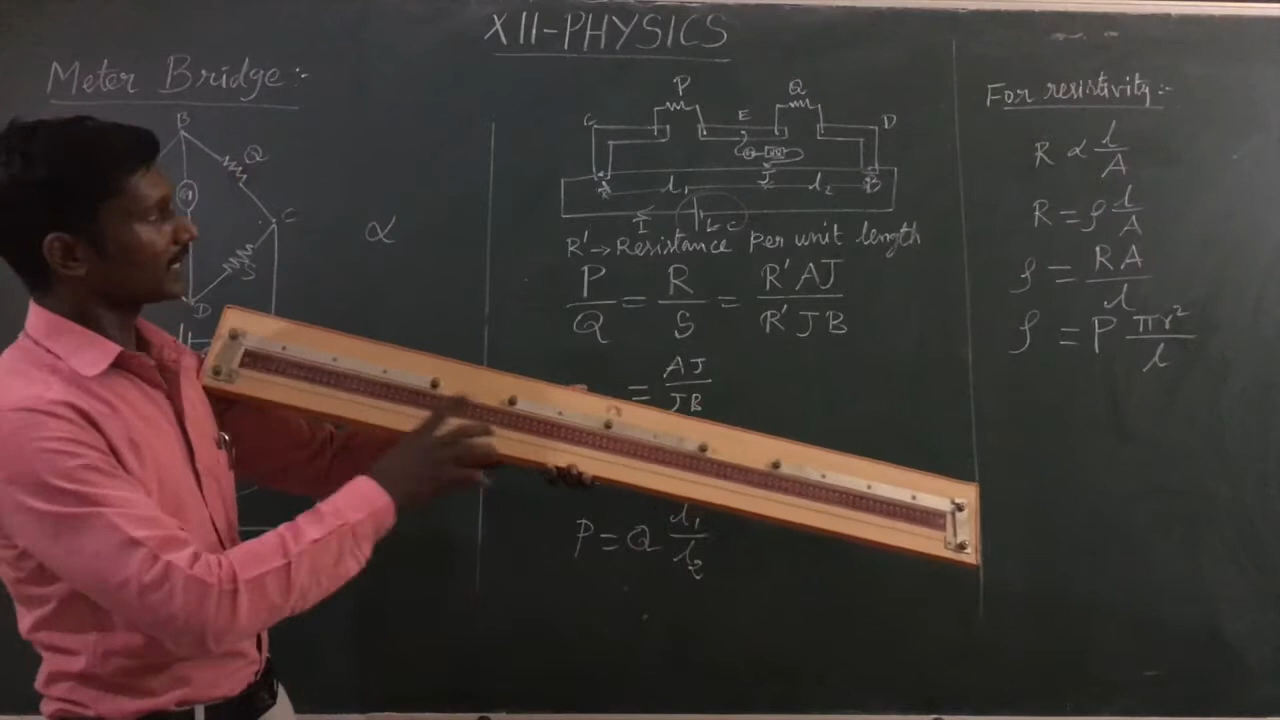 XII-PHYSICS
Meter Bridge:-
B
Q
G
C
S
D
∝
P Q
C E D
G HR
A l₁ J l₂ B
I
R' → Resistance per unit length
P/Q = R/S = R' AJ / R' JB
= AJ/JB
P = Q l₁/l₂
For resistivity:-
R ∝ l/A
R = ρ l/A
ρ = RA/l
ρ = P πr²/l